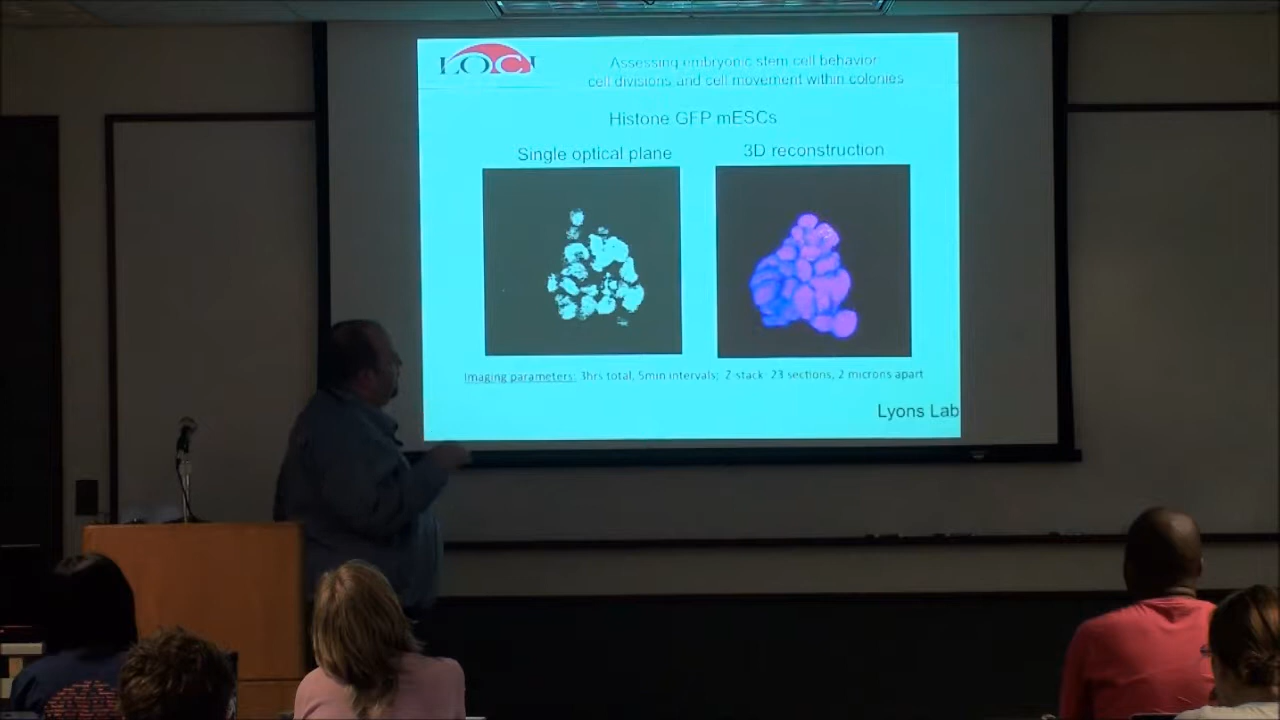 LOCI
Assessing embryonic stem cell behavior
cell divisions and cell movement within colonies
Histone GFP mESCs
Single optical plane
3D reconstruction
Imaging parameters: 3hrs total, 5min intervals; Z-stack 23 sections, 2 microns apart
Lyons Lab